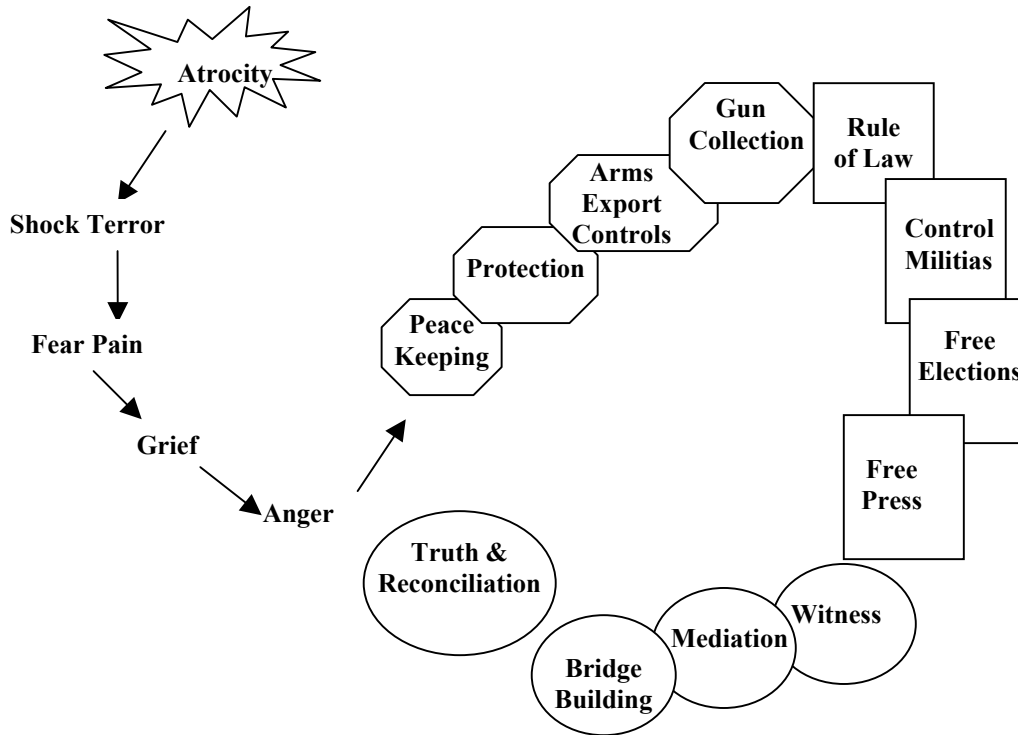 Atrocity
Shock Terror
Fear Pain
Grief
Anger
Peace
Keeping
Protection
Arms
Export
Controls
Gun
Collection
Rule
of Law
Control
Militias
Free
Elections
Free
Press
Witness
Mediation
Bridge
Building
Truth &
Reconciliation